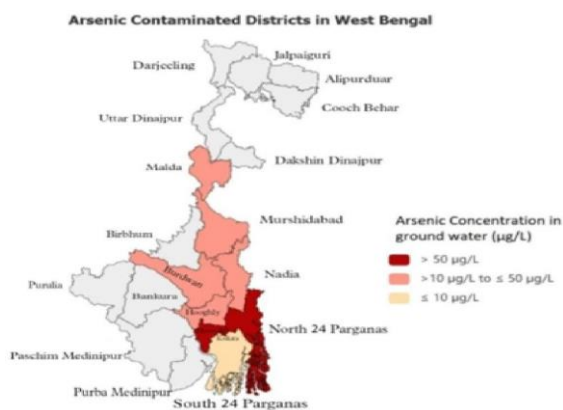 Arsenic Contaminated Districts in West Bengal
Jalpaiguri
Darjeeling
Alipurduar
Cooch Behar
Uttar Dinajpur
Dakshin Dinajpur
Malda
Murshidabad
Birbhum
Arsenic Concentration in
ground water (µg/L)
> 50 µg/L
>10 µg/L to ≤ 50 µg/L
≤ 10 µg/L
Bordwan
Nadia
Purulia
Bankura
Hooghly
North 24 Parganas
Kolkata
Paschim Medinipur
Purba Medinipur
South 24 Parganas